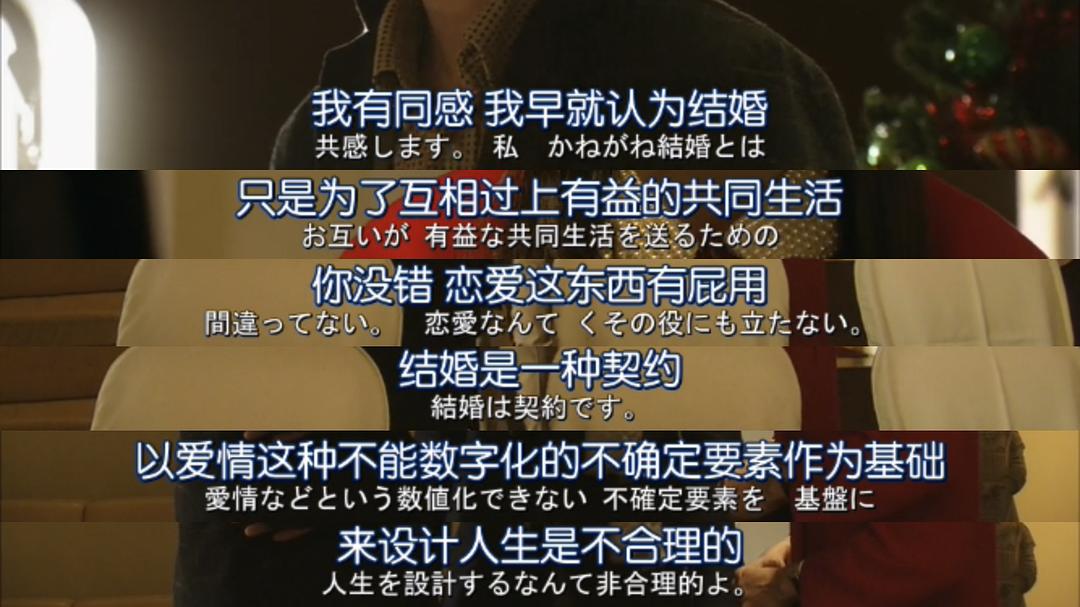 我有同感 我早就认为结婚
共感します。 私 かねがね結婚とは
只是为了互相过上有益的共同生活
お互いが 有益な共同生活を送るための
你没错 恋爱这东西有屁用
間違ってない。 恋愛なんて くその役にも立たない。
结婚是一种契约
結婚は契約です。
以爱情这种不能数字化的不确定要素作为基础
愛情などという数値化できない 不確定要素を 基盤に
来设计人生是不合理的
人生を設計するなんて非合理的よ。